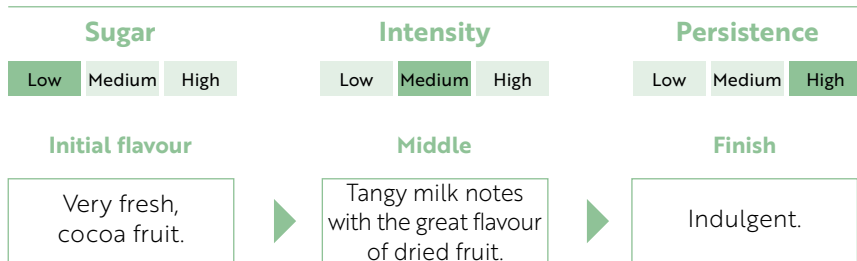 Sugar
Intensity
Persistence
Low Medium High
Low Medium High
Low Medium High
Initial flavour
Middle
Finish
Very fresh,
cocoa fruit.
Tangy milk notes
with the great flavour
of dried fruit.
Indulgent.